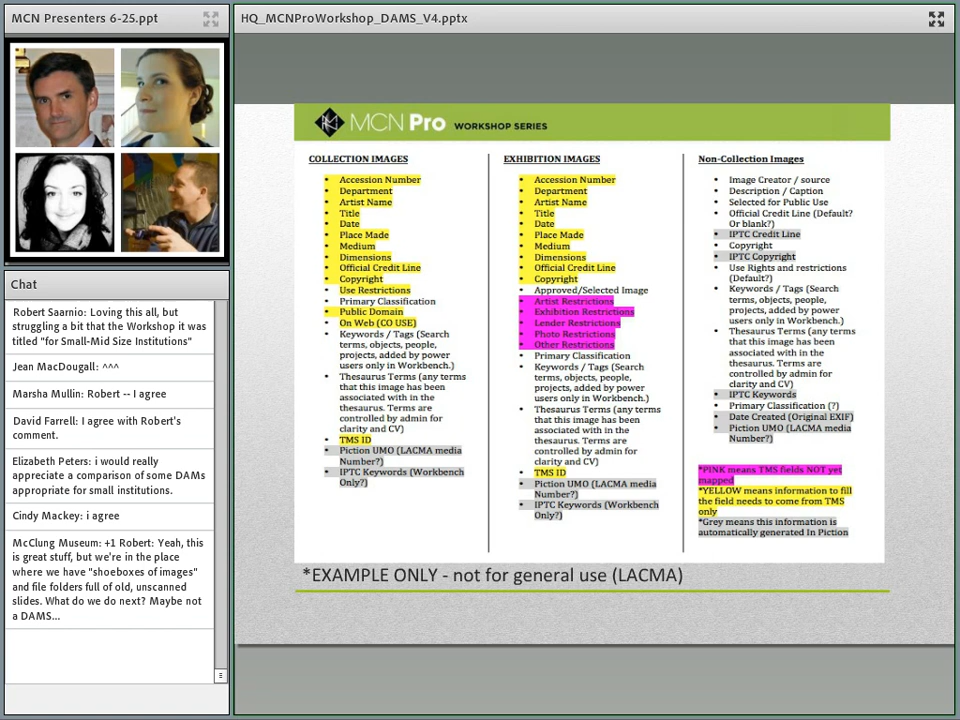 MCN Presenters 6-25.ppt
Chat
Robert Saarnio: Loving this all, but
struggling a bit that the Workshop it was
titled "for Small-Mid Size Institutions"
Jean MacDougall: ^^^
Marsha Mullin: Robert -- I agree
David Farrell: I agree with Robert's
comment.
Elizabeth Peters: i would really
appreciate a comparison of some DAMs
appropriate for small institutions.
Cindy Mackey: i agree
McClung Museum: +1 Robert: Yeah, this
is great stuff, but we're in the place
where we have "shoeboxes of images"
and file folders full of old, unscanned
slides. What do we do next? Maybe not
a DAMS...
HQ_MCNProWorkshop_DAMS_V4.pptx
MCN Pro WORKSHOP SERIES
COLLECTION IMAGES
• Accession Number
• Department
• Artist Name
• Title
• Date
• Place Made
• Medium
• Dimensions
• Official Credit Line
• Copyright
• Use Restrictions
• Primary Classification
• Public Domain
• On Web (CO USE)
• Keywords / Tags (Search
terms, objects, people,
projects, added by power
users only in Workbench.)
• Thesaurus Terms (any terms
that this image has been
associated with in the
thesaurus. Terms are
controlled by admin for
clarity and CV)
• TMS ID
• Piction UMO (LACMA media
Number?)
• IPTC Keywords (Workbench
Only?)
EXHIBITION IMAGES
• Accession Number
• Department
• Artist Name
• Title
• Date
• Place Made
• Medium
• Dimensions
• Official Credit Line
• Copyright
• Approved/Selected Image
• Artist Restrictions
• Exhibition Restrictions
• Lender Restrictions
• Photo Restrictions
• Other Restrictions
• Primary Classification
• Keywords / Tags (Search
terms, objects, people,
projects, added by power
users only in Workbench.)
• Thesaurus Terms (any terms
that this image has been
associated with in the
thesaurus. Terms are
controlled by admin for
clarity and CV)
• TMS ID
• Piction UMO (LACMA media
Number?)
• IPTC Keywords (Workbench
Only?)
Non-Collection Images
• Image Creator / source
• Description / Caption
• Selected for Public Use
• Official Credit Line (Default?
Or blank?)
• IPTC Credit Line
• Copyright
• IPTC Copyright
• Use Rights and restrictions
(Default?)
• Keywords / Tags (Search
terms, objects, people,
projects, added by power
users only in Workbench.)
• Thesaurus Terms (any terms
that this image has been
associated with in the
thesaurus. Terms are
controlled by admin for
clarity and CV)
• IPTC Keywords
• Primary Classification (?)
• Date Created (Original EXIF)
• Piction UMO (LACMA media
Number?)
*PINK means TMS fields NOT yet
mapped
*YELLOW means information to fill
the field needs to come from TMS
only
*Grey means this information is
automatically generated In Piction
*EXAMPLE ONLY - not for general use (LACMA)